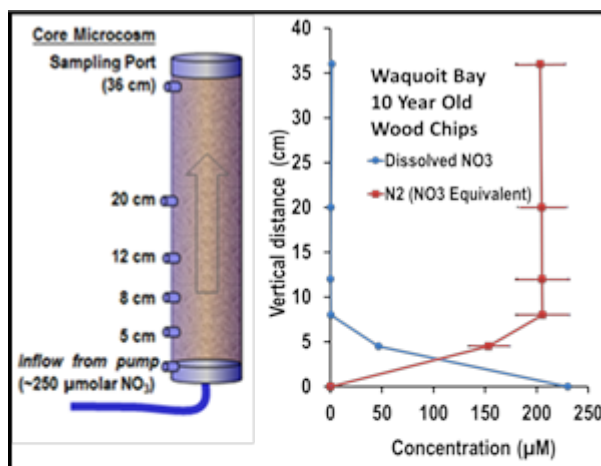 Core Microcosm
Sampling Port
(36 cm)
20 cm
12 cm
8 cm
5 cm
Inflow from pump
(~250 µmolar NO3)
Vertical distance (cm)
40
35
30
25
20
15
10
5
0
Waquoit Bay
10 Year Old
Wood Chips
Dissolved NO3
N2 (NO3 Equivalent)
0 50 100 150 200 250
Concentration (µM)